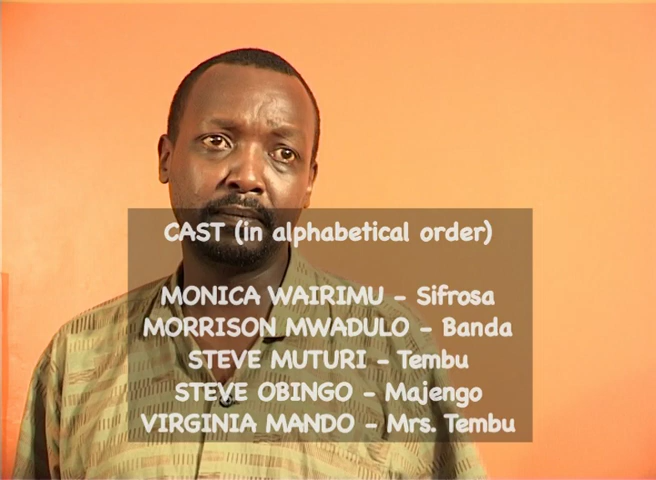 CAST (in alphabetical order)
MONICA WAIRIMU - Sifrosa
MORRISON MWADULO - Banda
STEVE MUTURI - Tembu
STEVE OBINGO - Majengo
VIRGINIA MANDO - Mrs. Tembu